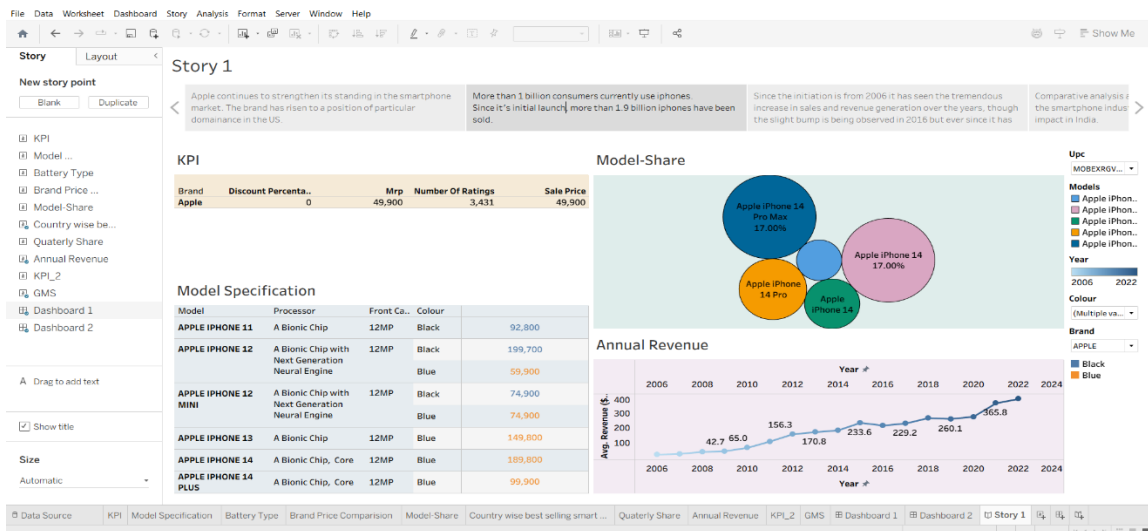 File Data Worksheet Dashboard Story Analysis Format Server Window Help
Show Me
Story Layout
New story point
Blank Duplicate
KPI
Model ...
Battery Type
Brand Price ...
Model-Share
Country wise be...
Quaterly Share
Annual Revenue
KPI_2
GMS
Dashboard 1
Dashboard 2
A Drag to add text
Show title
Size
Automatic
Story 1
Apple continues to strengthen its standing in the smartphone
market. The brand has risen to a position of particular
domainance in the US.
More than 1 billion consumers currently use iphones.
Since it's initial launch, more than 1.9 billion iphones have been
sold.
Since the initiation is from 2006 it has seen the tremendous
increase in sales and revenue generation over the years, though
the slight bump is being observed in 2016 but ever since it has
Comparative analysis
the smartphone indus
impact in India.
KPI
Brand Discount Percenta.. Mrp Number Of Ratings Sale Price
Apple 0 49,900 3,431 49,900
Model Specification
Model Processor Front Ca.. Colour
APPLE IPHONE 11 A Bionic Chip 12MP Black 92,800
APPLE IPHONE 12 A Bionic Chip with Next Generation Neural Engine 12MP Black 199,700
Blue 59,900
APPLE IPHONE 12 MINI A Bionic Chip with Next Generation Neural Engine 12MP Black 74,900
Blue 74,900
APPLE IPHONE 13 A Bionic Chip 12MP Blue 149,800
APPLE IPHONE 14 A Bionic Chip, Core 12MP Blue 189,800
APPLE IPHONE 14 PLUS A Bionic Chip, Core 12MP Blue 99,900
Model-Share
Apple iPhone 14
Pro Max
17.00%
Apple iPhone 14
17.00%
Apple iPhone
14 Pro
Apple
iPhone 14
Annual Revenue
Year
2006 2008 2010 2012 2014 2016 2018 2020 2022 2024
Avg. Revenue ($..
400
300
200
100
42.7 65.0 156.3 170.8 233.6 229.2 260.1 365.8
2006 2008 2010 2012 2014 2016 2018 2020 2022 2024
Year
Upc
MOBEXRGV...
Models
Apple iPhon..
Apple iPhon..
Apple iPhon..
Apple iPhon..
Apple iPhon..
Year
2006 2022
Colour
(Multiple va...
Brand
APPLE
Black
Blue
Data Source KPI Model Specification Battery Type Brand Price Comparision Model-Share Country wise best selling smart ... Quaterly Share Annual Revenue KPI_2 GMS Dashboard 1 Dashboard 2 Story 1